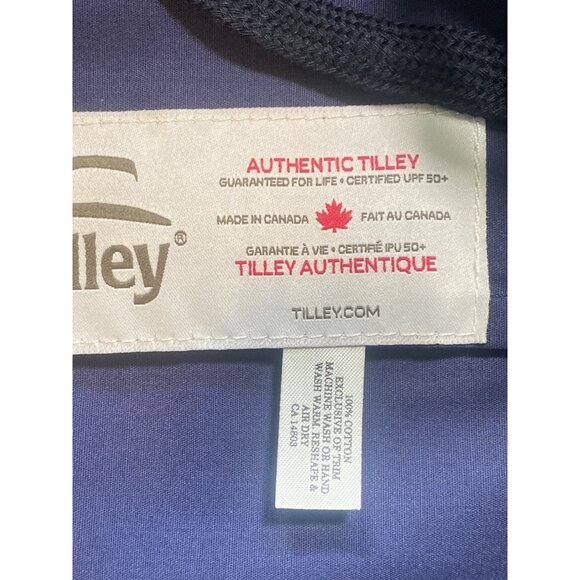 lley®
AUTHENTIC TILLEY
GUARANTEED FOR LIFE • CERTIFIED UPF 50+
MADE IN CANADA FAIT AU CANADA
GARANTIE À VIE • CERTIFIÉ IPU 50+
TILLEY AUTHENTIQUE
TILLEY.COM
100% COTTON
EXCLUSIVE OF TRIM
MACHINE WASH OR HAND
WASH WARM. RESHAPE &
AIR DRY
CA 14803